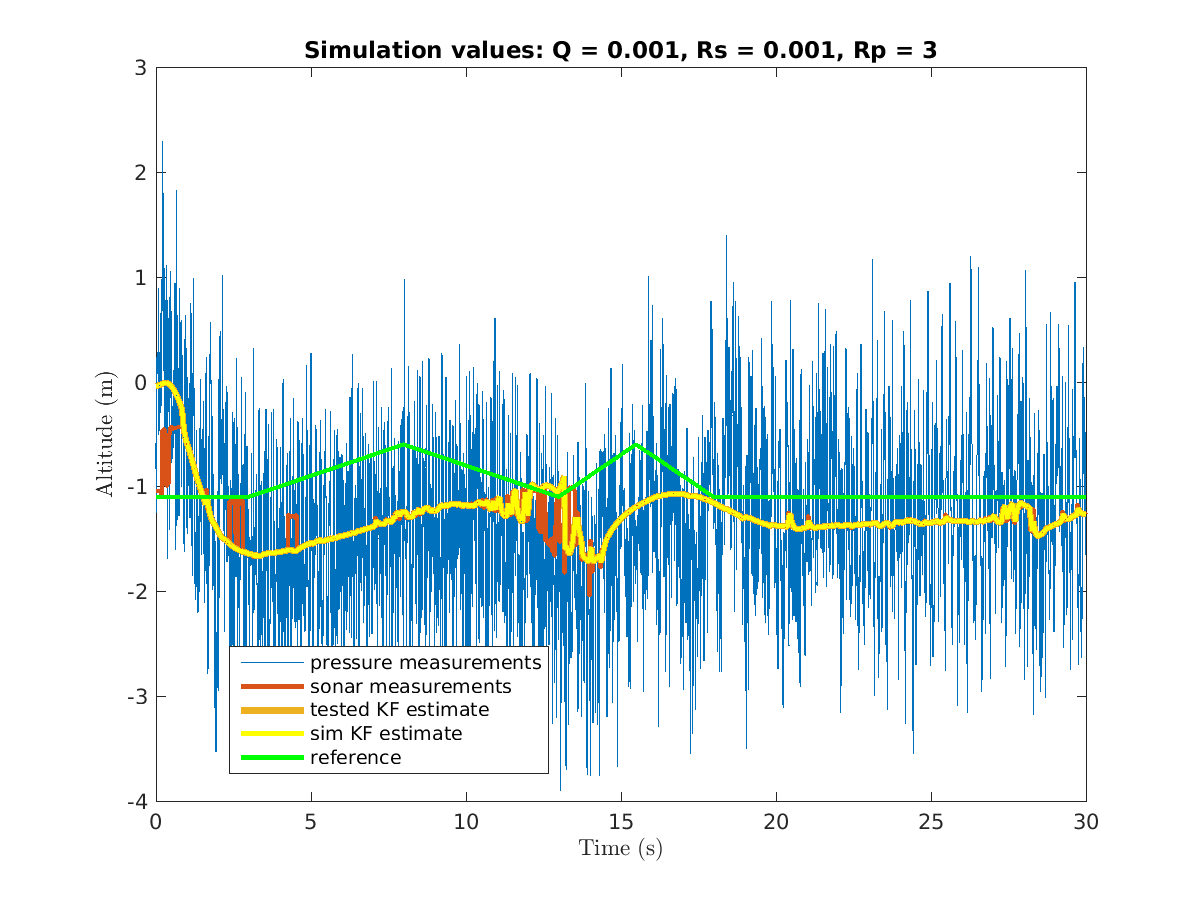 Simulation values: Q = 0.001, Rs = 0.001, Rp = 3
3
2
1
0
-1
-2
-3
-4
Altitude (m)
pressure measurements
sonar measurements
tested KF estimate
sim KF estimate
reference
0 5 10 15 20 25 30
Time (s)